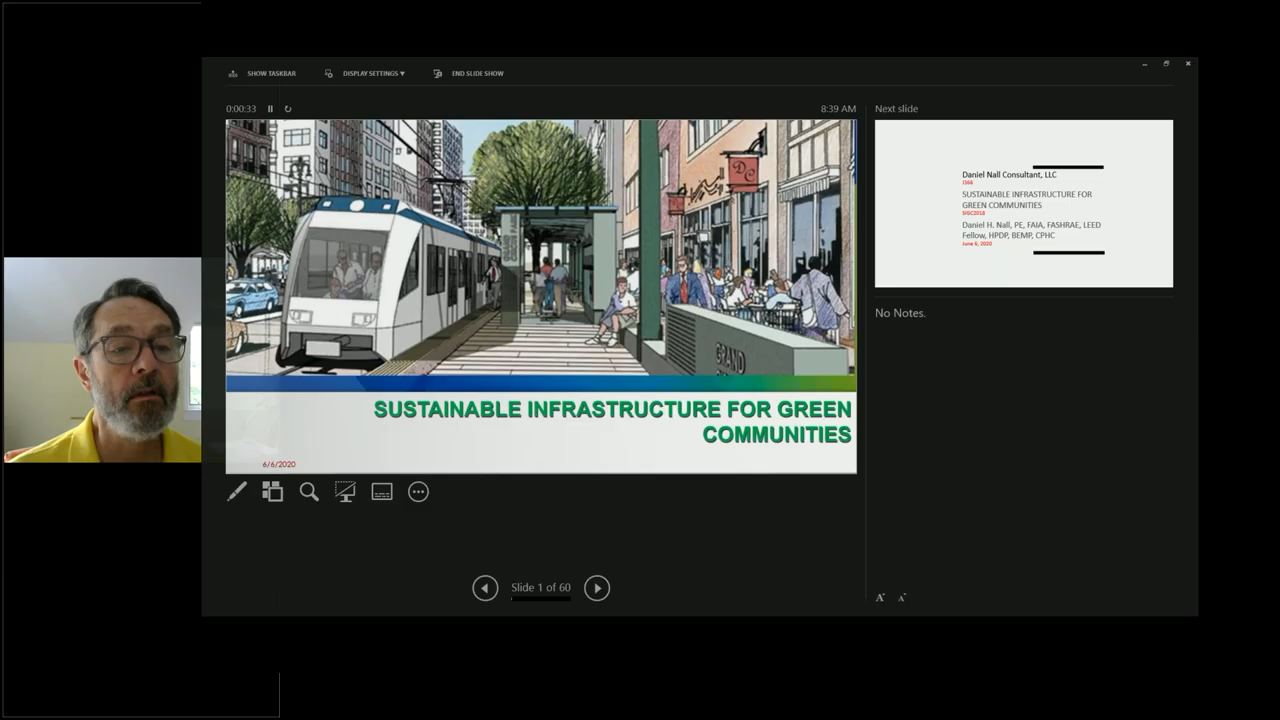 SHOW TASKBAR
DISPLAY SETTINGS ▾
END SLIDE SHOW
0:00:33
8:39 AM
Next slide
DC
GRAND
SUSTAINABLE INFRASTRUCTURE FOR GREEN
COMMUNITIES
6/6/2020
Daniel Nall Consultant, LLC
J366
SUSTAINABLE INFRASTRUCTURE FOR
GREEN COMMUNITIES
SIGC2018
Daniel H. Nall, PE, FAIA, FASHRAE, LEED
Fellow, HPDP, BEMP, CPHC
June 6, 2020
No Notes.
Slide 1 of 60
A
A